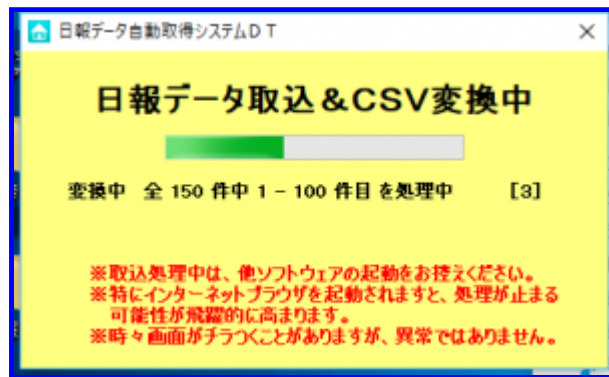 日報データ自動取得システムDT
日報データ取込&CSV変換中
変換中 全 150 件中 1 - 100 件目 を処理中 [3]
※取込処理中は、他ソフトウェアの起動をお控えください。
※特にインターネットブラウザを起動されますと、処理が止まる
可能性が飛躍的に高まります。
※時々画面がチラつくことがありますが、異常ではありません。